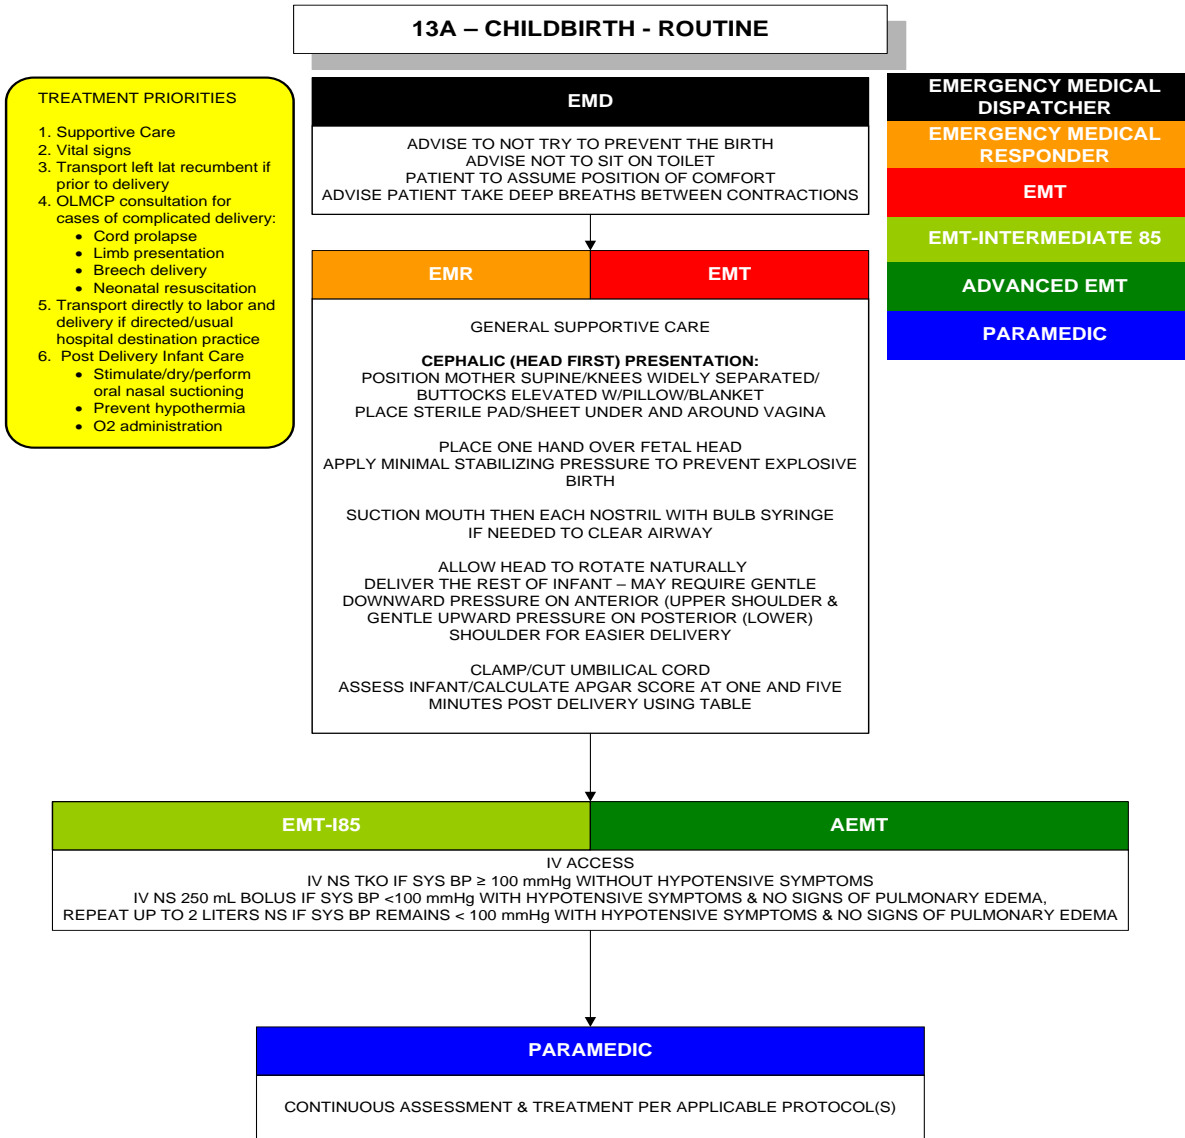 13A – CHILDBIRTH - ROUTINE
TREATMENT PRIORITIES
1. Supportive Care
2. Vital signs
3. Transport left lat recumbent if
prior to delivery
4. OLMCP consultation for
cases of complicated delivery:
• Cord prolapse
• Limb presentation
• Breech delivery
• Neonatal resuscitation
5. Transport directly to labor and
delivery if directed/usual
hospital destination practice
6. Post Delivery Infant Care
• Stimulate/dry/perform
oral nasal suctioning
• Prevent hypothermia
• O2 administration
EMD
ADVISE TO NOT TRY TO PREVENT THE BIRTH
ADVISE NOT TO SIT ON TOILET
PATIENT TO ASSUME POSITION OF COMFORT
ADVISE PATIENT TAKE DEEP BREATHS BETWEEN CONTRACTIONS
EMERGENCY MEDICAL
DISPATCHER
EMERGENCY MEDICAL
RESPONDER
EMT
EMT-INTERMEDIATE 85
ADVANCED EMT
PARAMEDIC
EMR
EMT
GENERAL SUPPORTIVE CARE
CEPHALIC (HEAD FIRST) PRESENTATION:
POSITION MOTHER SUPINE/KNEES WIDELY SEPARATED/
BUTTOCKS ELEVATED W/PILLOW/BLANKET
PLACE STERILE PAD/SHEET UNDER AND AROUND VAGINA
PLACE ONE HAND OVER FETAL HEAD
APPLY MINIMAL STABILIZING PRESSURE TO PREVENT EXPLOSIVE
BIRTH
SUCTION MOUTH THEN EACH NOSTRIL WITH BULB SYRINGE
IF NEEDED TO CLEAR AIRWAY
ALLOW HEAD TO ROTATE NATURALLY
DELIVER THE REST OF INFANT – MAY REQUIRE GENTLE
DOWNWARD PRESSURE ON ANTERIOR (UPPER SHOULDER &
GENTLE UPWARD PRESSURE ON POSTERIOR (LOWER)
SHOULDER FOR EASIER DELIVERY
CLAMP/CUT UMBILICAL CORD
ASSESS INFANT/CALCULATE APGAR SCORE AT ONE AND FIVE
MINUTES POST DELIVERY USING TABLE
EMT-I85
AEMT
IV ACCESS
IV NS TKO IF SYS BP ≥ 100 mmHg WITHOUT HYPOTENSIVE SYMPTOMS
IV NS 250 mL BOLUS IF SYS BP <100 mmHg WITH HYPOTENSIVE SYMPTOMS & NO SIGNS OF PULMONARY EDEMA,
REPEAT UP TO 2 LITERS NS IF SYS BP REMAINS < 100 mmHg WITH HYPOTENSIVE SYMPTOMS & NO SIGNS OF PULMONARY EDEMA
PARAMEDIC
CONTINUOUS ASSESSMENT & TREATMENT PER APPLICABLE PROTOCOL(S)